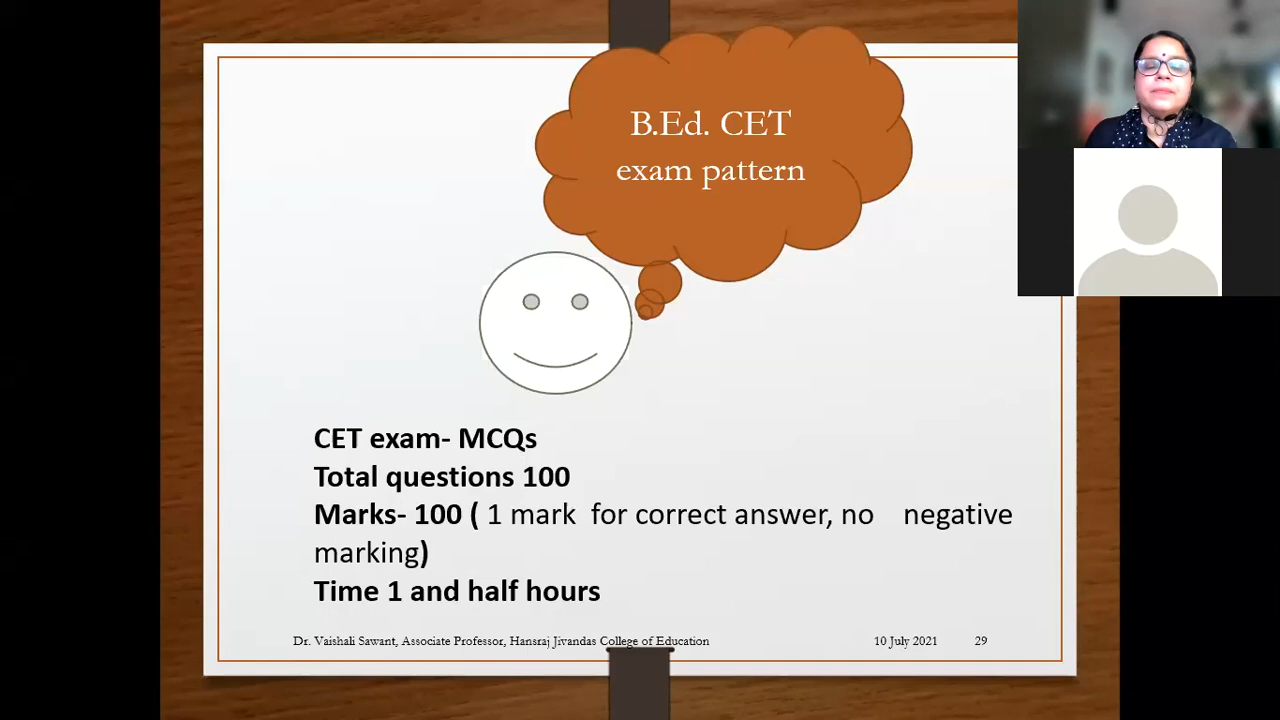 B.Ed. CET
exam pattern
CET exam- MCQs
Total questions 100
Marks- 100 ( 1 mark for correct answer, no negative
marking)
Time 1 and half hours
Dr. Vaishali Sawant, Associate Professor, Hansraj Jivandas College of Education 10 July 2021 29